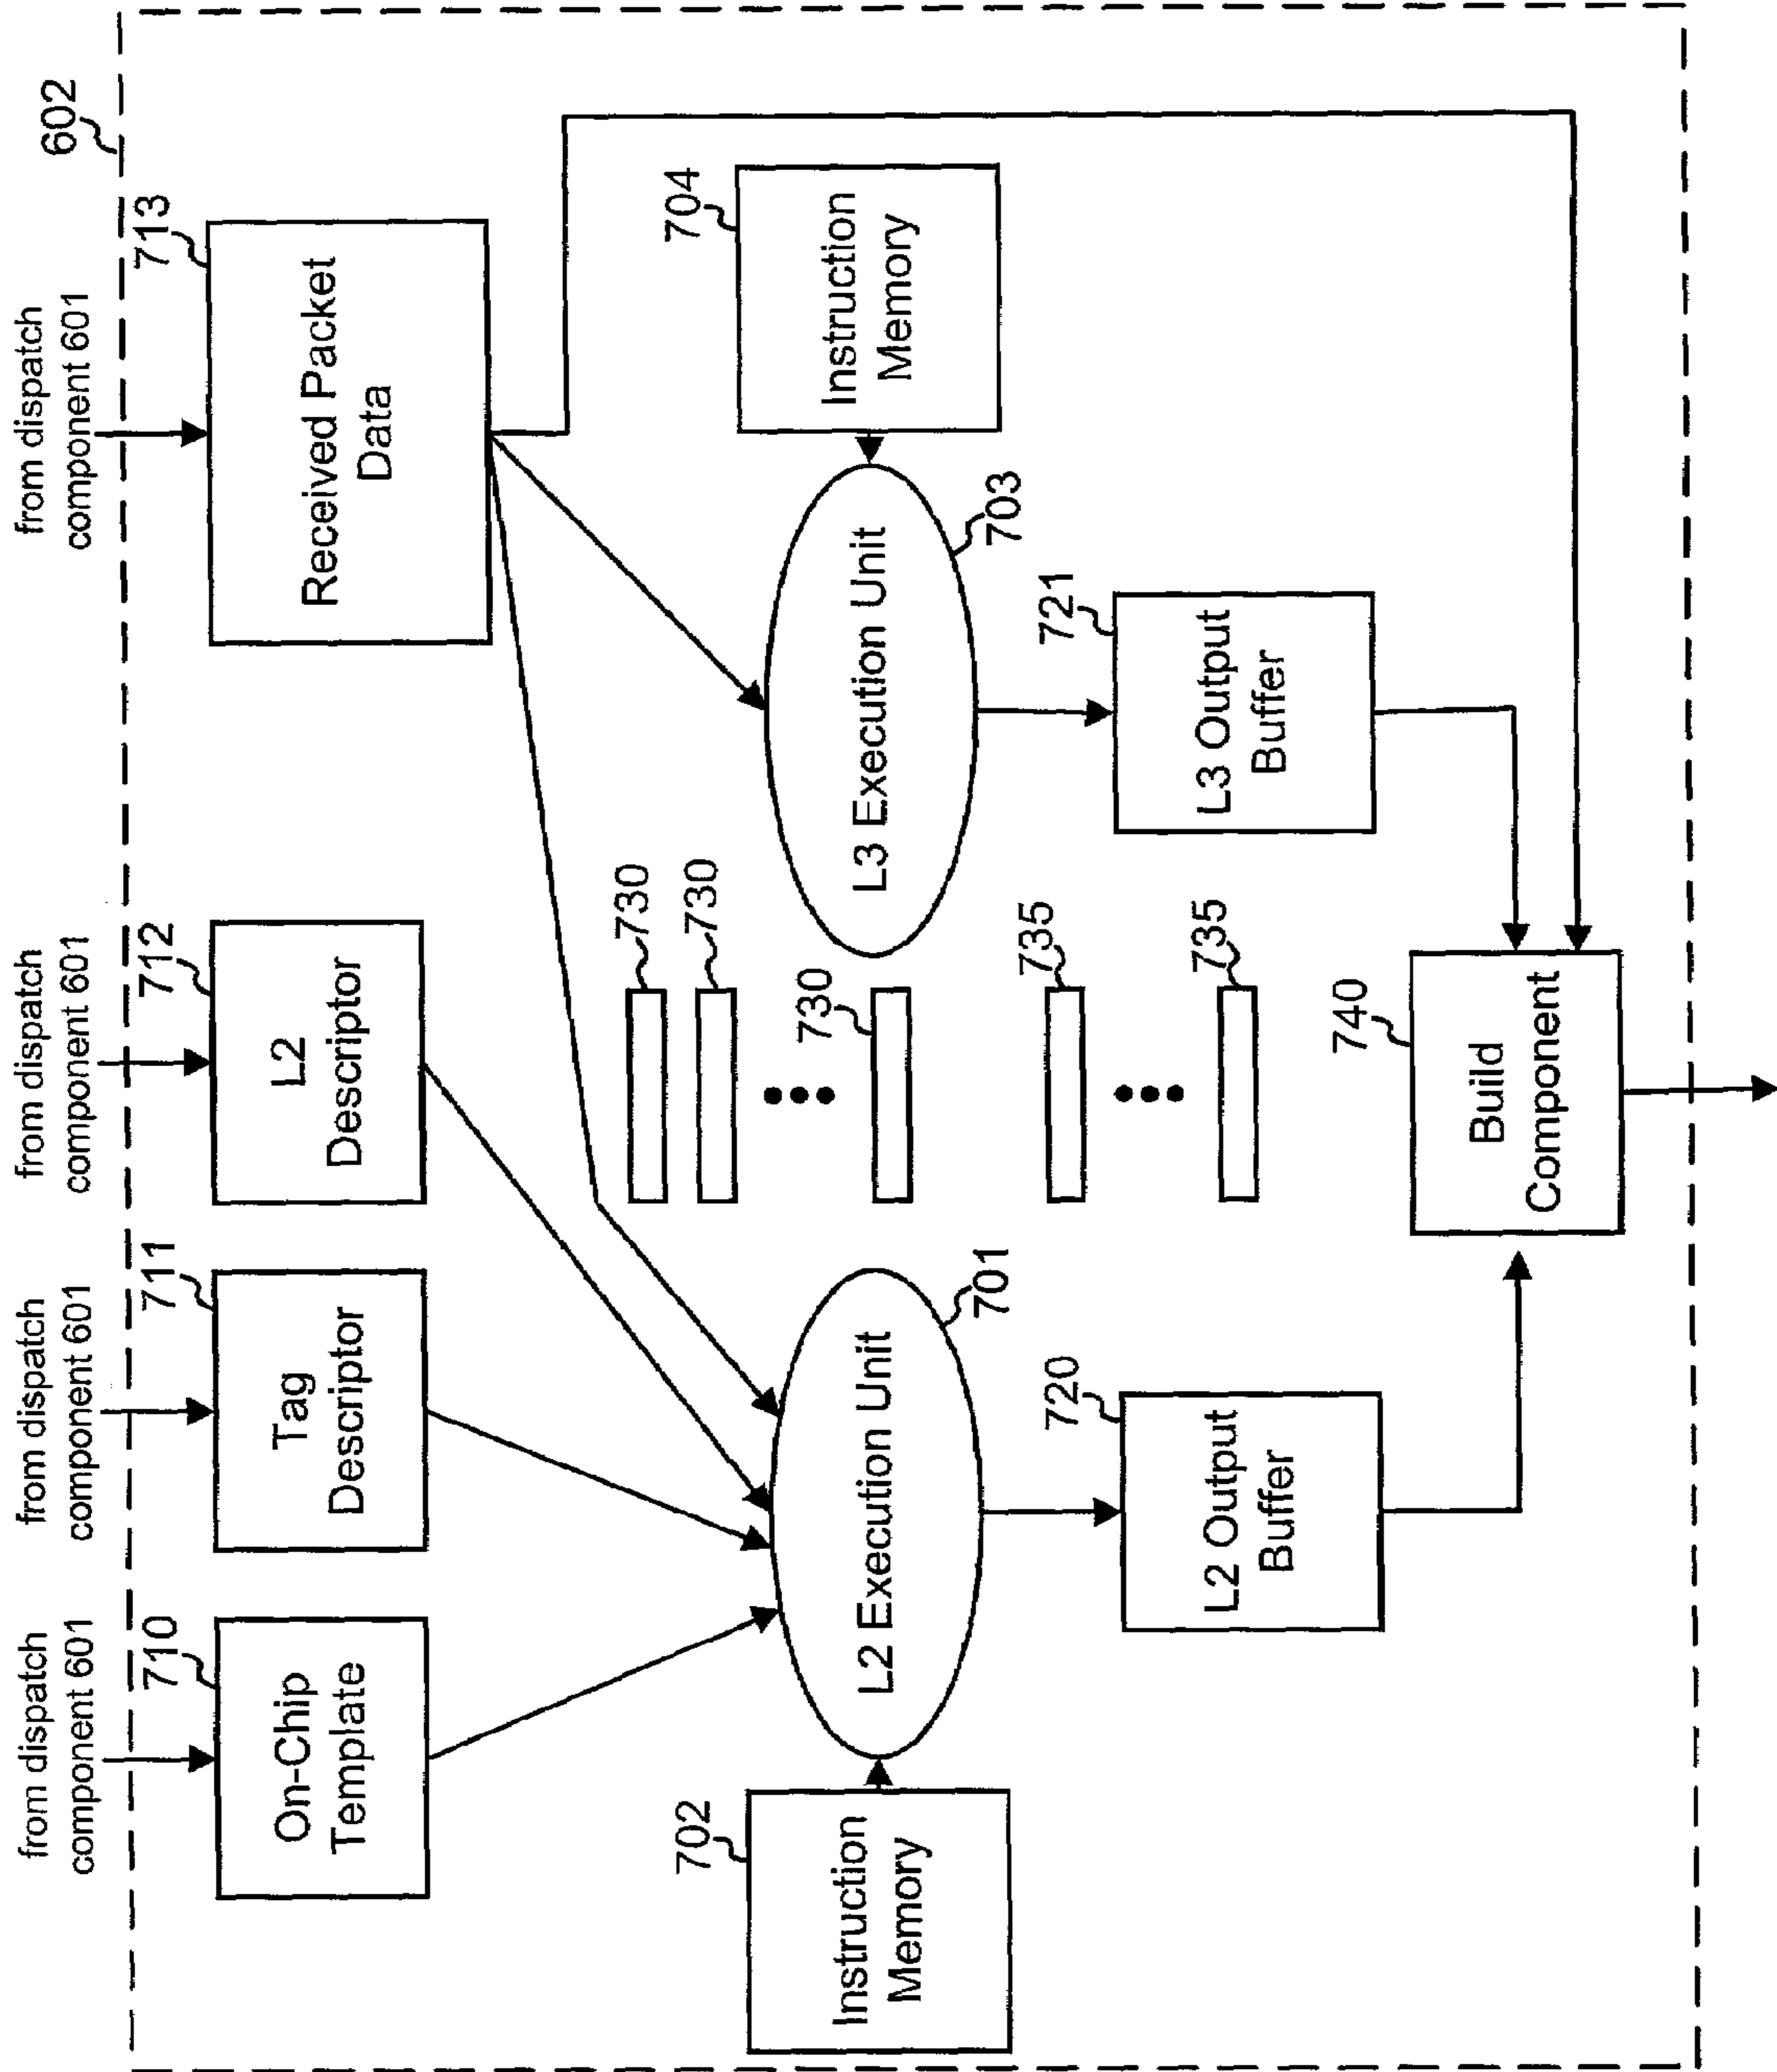 602
from dispatch
component 601
from dispatch
component 601
from dispatch
component 601
from dispatch
component 601
710
On-Chip
Template
711
Tag
Descriptor
712
L2
Descriptor
713
Received Packet
Data
702
Instruction
Memory
L2 Execution Unit
701
730
730
730
L3 Execution Unit
703
704
Instruction
Memory
720
L2 Output
Buffer
735
735
721
L3 Output
Buffer
740
Build
Component